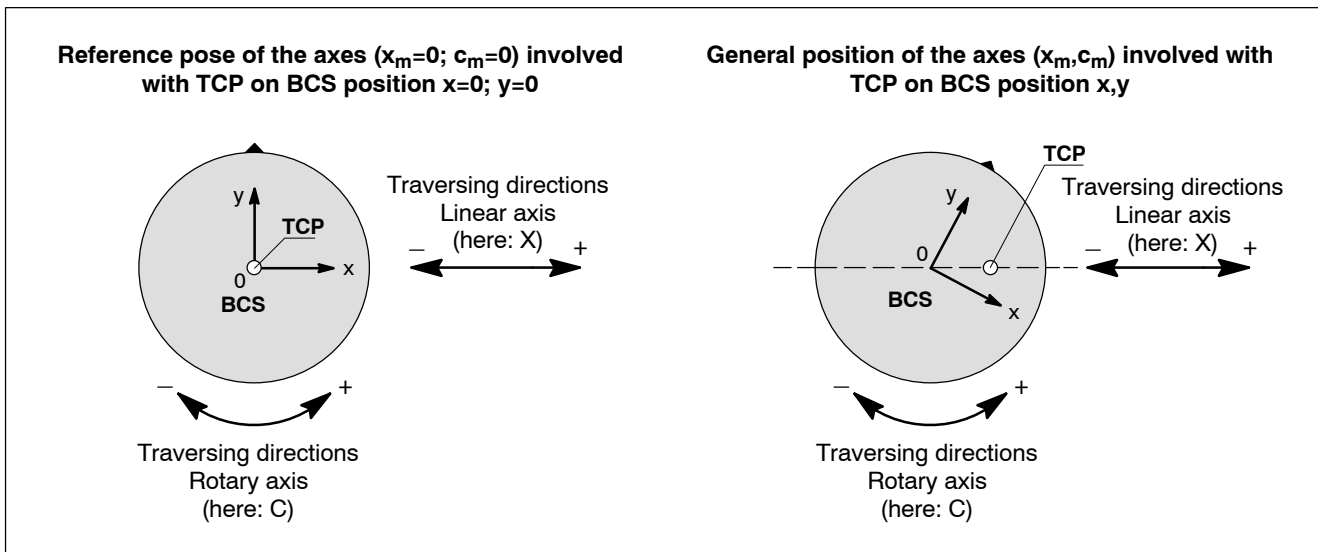 Reference pose of the axes (xm=0; cm=0) involved
with TCP on BCS position x=0; y=0
y
TCP
x
0
BCS
Traversing directions
Linear axis
(here: X)
− +
− +
Traversing directions
Rotary axis
(here: C)
General position of the axes (xm,cm) involved with
TCP on BCS position x,y
TCP
y
0
BCS
x
Traversing directions
Linear axis
(here: X)
− +
− +
Traversing directions
Rotary axis
(here: C)